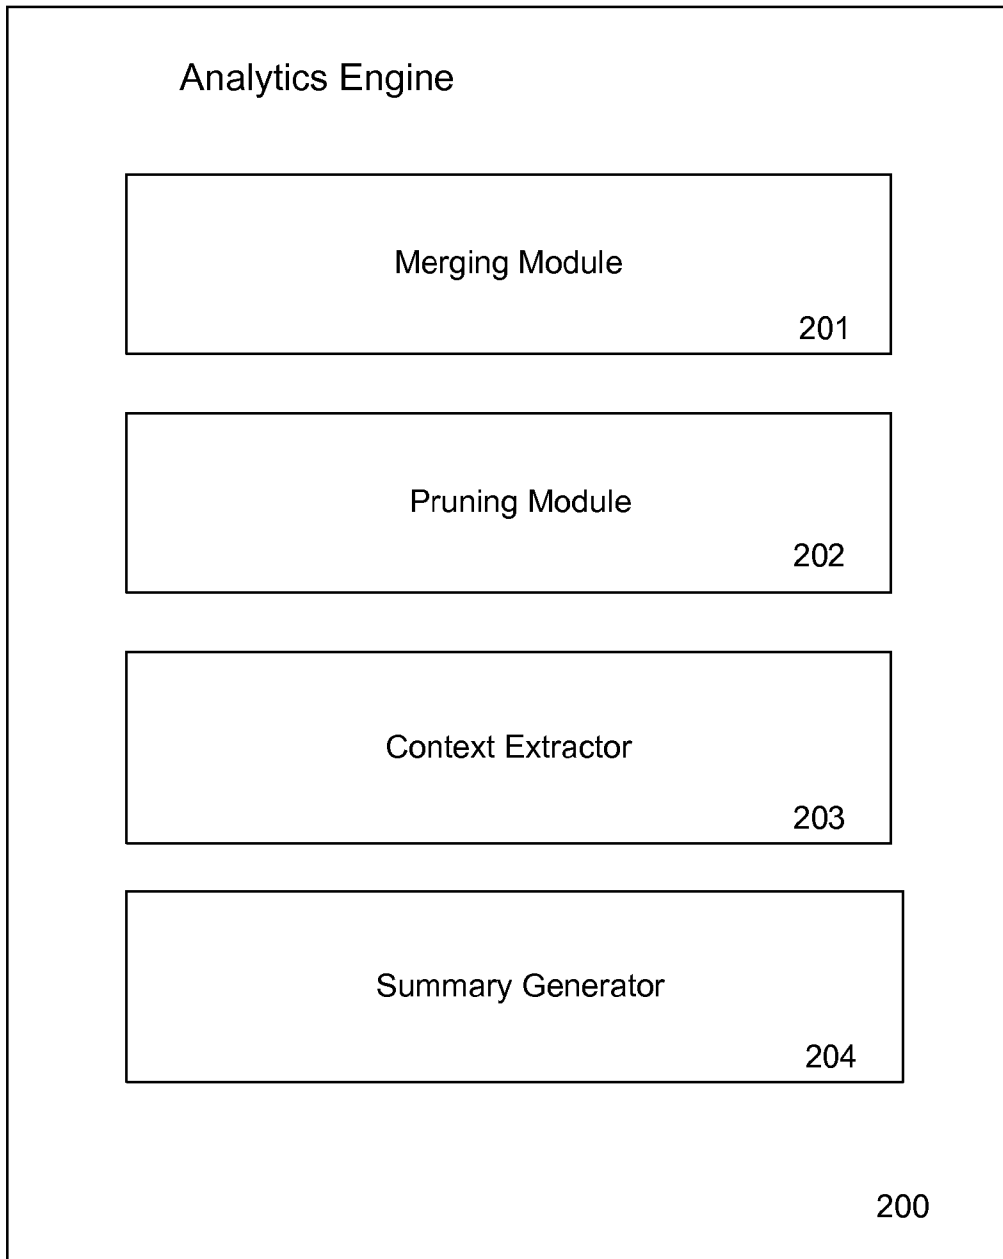 Analytics Engine
Merging Module
201
Pruning Module
202
Context Extractor
203
Summary Generator
204
200